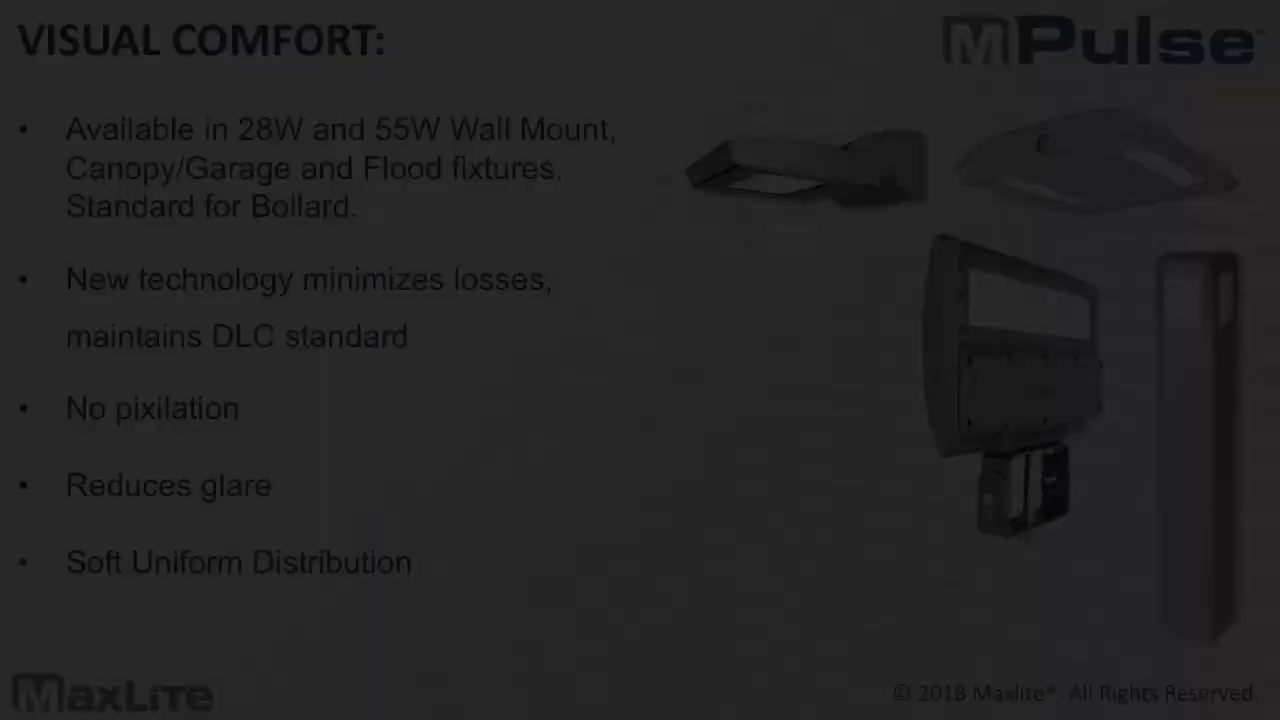 VISUAL COMFORT:
MPulse
• Available in 28W and 55W Wall Mount,
Canopy/Garage and Flood fixtures.
Standard for Bollard.
• New technology minimizes losses,
maintains DLC standard
• No pixilation
• Reduces glare
• Soft Uniform Distribution
MaxLite
© 2018 Maxlite®. All Rights Reserved.